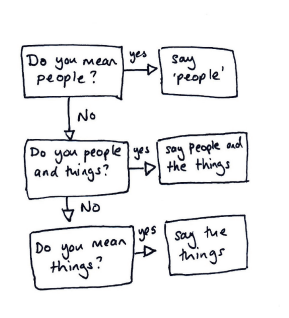 Do you mean
people?
yes
say
'people'
No
Do you people
and things?
yes
say people and
the things
No
Do you mean
things?
yes
say the
things